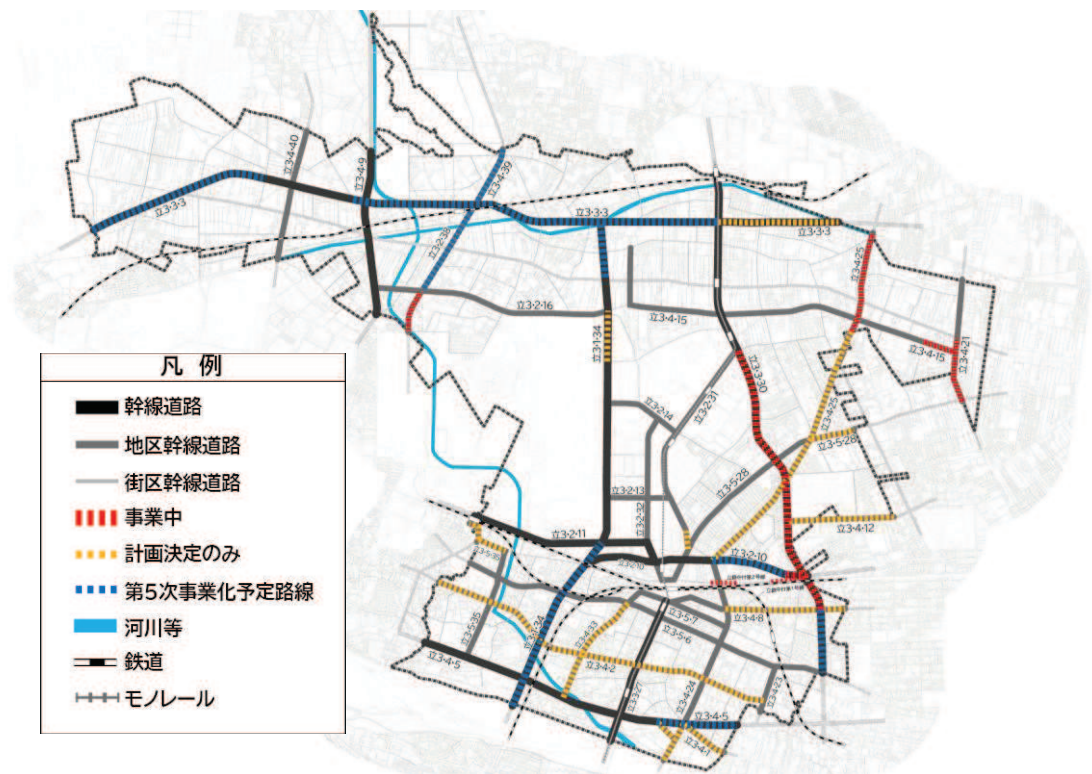 立3・4・40
立3・4・9
立3・4・39
立3・3・3
立3・3・3
立3・3・3
立3・2・38
立3・4・25
立3・2・16
立3・4・15
立3・1・34
立3・4・15
立3・4・21
立3・3・30
立3・2・31
立3・2・14
立3・4・25
立3・5・28
立3・5・28
立3・2・13
立3・2・32
立3・4・12
立3・2・11
立3・2・10
立3・2・10
立3・5・35
立3・5・7
立3・4・8
立3・5・6
立3・1・34
立3・4・33
立3・4・5
立3・4・2
立3・3・27
立3・4・24
立3・4・23
立3・4・5
立3・4・1
凡 例
幹線道路
地区幹線道路
街区幹線道路
事業中
計画決定のみ
第5次事業化予定路線
河川等
鉄道
モノレール